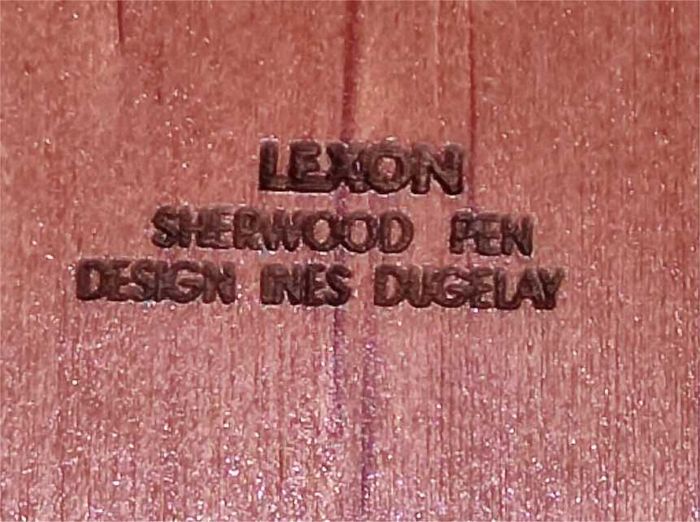 LEXON
SHERWOOD PEN
DESIGN INES DUGELAY